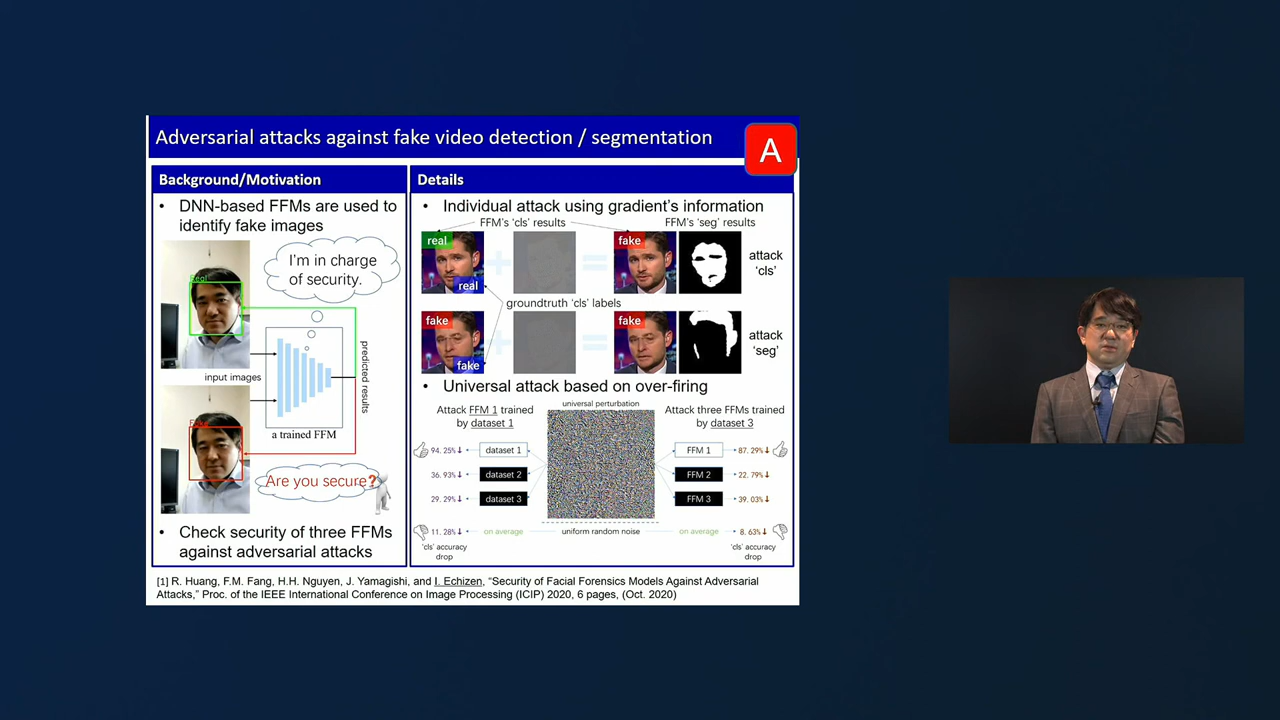 Adversarial attacks against fake video detection / segmentation
A
Background/Motivation
• DNN-based FFMs are used to
identify fake images
Real
I'm in charge
of security.
input images
predicted results
a trained FFM
Fake
Are you secure?
• Check security of three FFMs
against adversarial attacks
Details
• Individual attack using gradient's information
FFM's 'cls' results
FFM's 'seg' results
real
real
fake
attack
'cls'
groundtruth 'cls' labels
fake
fake
fake
attack
'seg'
• Universal attack based on over-firing
universal perturbation
Attack FFM 1 trained
by dataset 1
Attack three FFMs trained
by dataset 3
94.25%↓
dataset 1
FFM 1
87.29%↓
36.93%↓
dataset 2
FFM 2
22.79%↓
29.29%↓
dataset 3
FFM 3
39.03%↓
11.28%↓
on average
uniform random noise
on average
8.63%↓
'cls' accuracy
drop
'cls' accuracy
drop
[1] R. Huang, F.M. Fang, H.H. Nguyen, J. Yamagishi, and I. Echizen, "Security of Facial Forensics Models Against Adversarial
Attacks," Proc. of the IEEE International Conference on Image Processing (ICIP) 2020, 6 pages, (Oct. 2020)